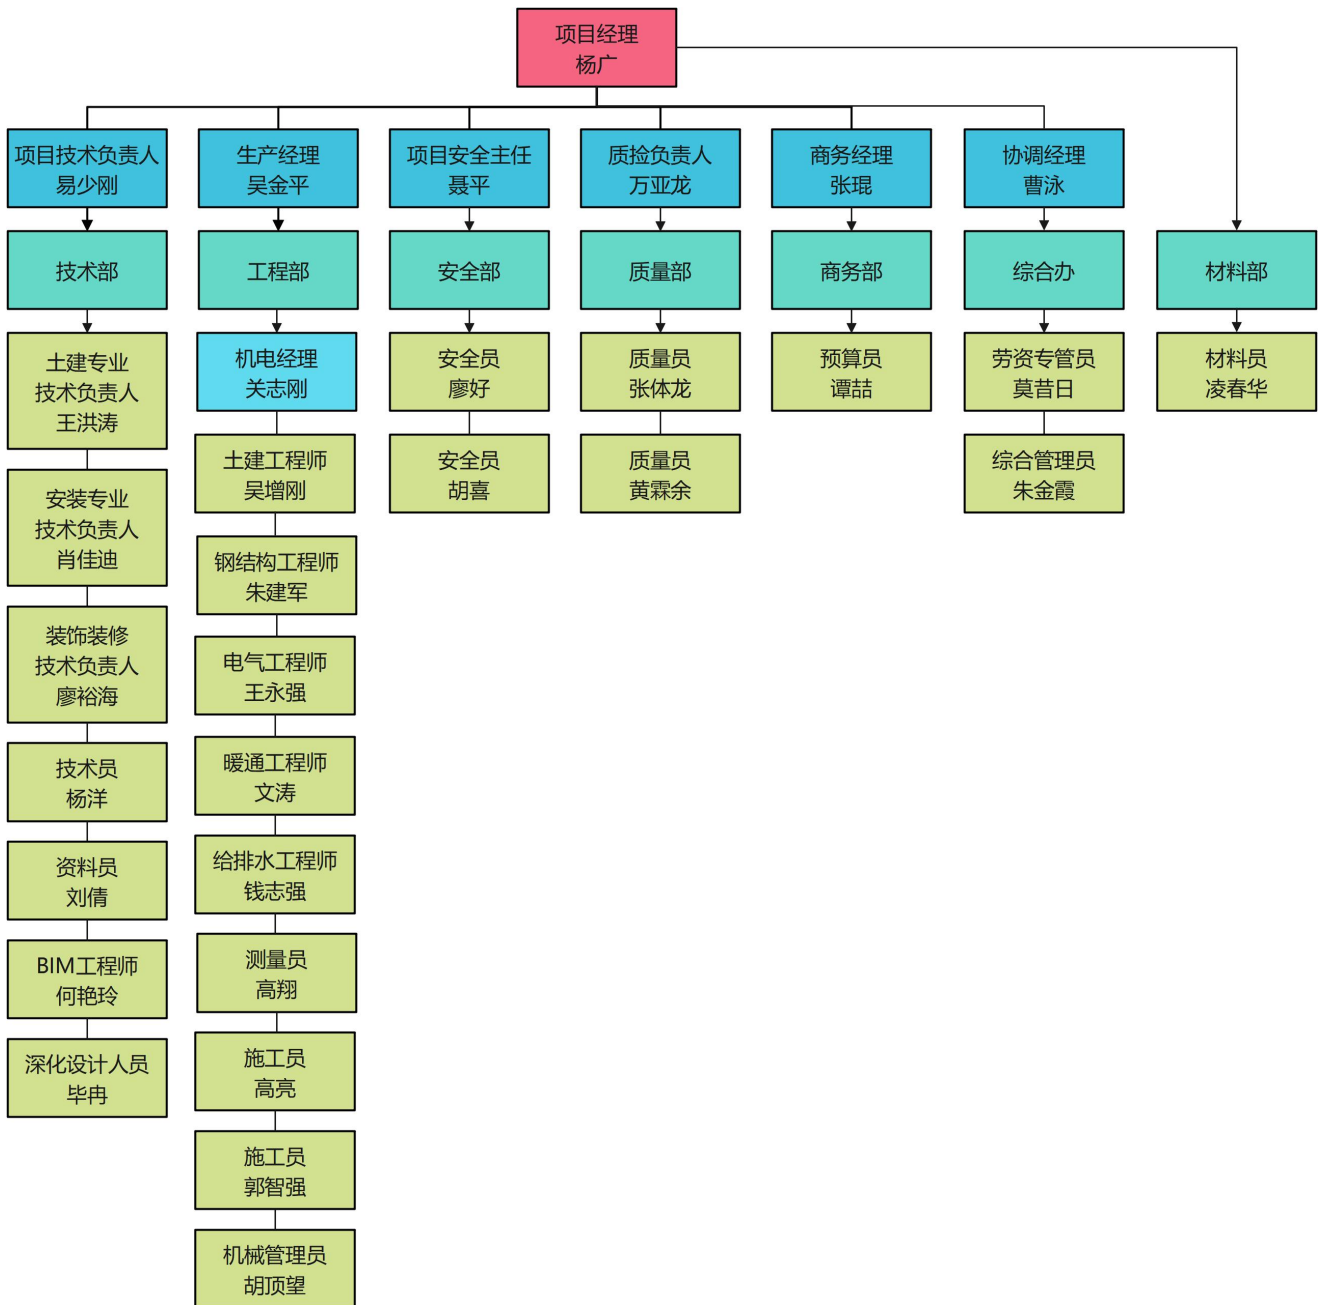 项目经理
杨广
项目技术负责人
易少刚
生产经理
吴金平
项目安全主任
聂平
质捡负责人
万亚龙
商务经理
张琨
协调经理
曹泳
技术部
工程部
安全部
质量部
商务部
综合办
材料部
土建专业
技术负责人
王洪涛
安装专业
技术负责人
肖佳迪
装饰装修
技术负责人
廖裕海
技术员
杨洋
资料员
刘倩
BIM工程师
何艳玲
深化设计人员
毕冉
机电经理
关志刚
土建工程师
吴增刚
钢结构工程师
朱建军
电气工程师
王永强
暖通工程师
文涛
给排水工程师
钱志强
测量员
高翔
施工员
高亮
施工员
郭智强
机械管理员
胡顶望
安全员
廖好
安全员
胡喜
质量员
张体龙
质量员
黄霖余
预算员
谭喆
劳资专管员
莫昔日
综合管理员
朱金霞
材料员
凌春华